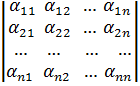 α₁₁ α₁₂ … α₁ₙ
α₂₁ α₂₂ … α₂ₙ
… … … …
αₙ₁ αₙ₂ … αₙₙ